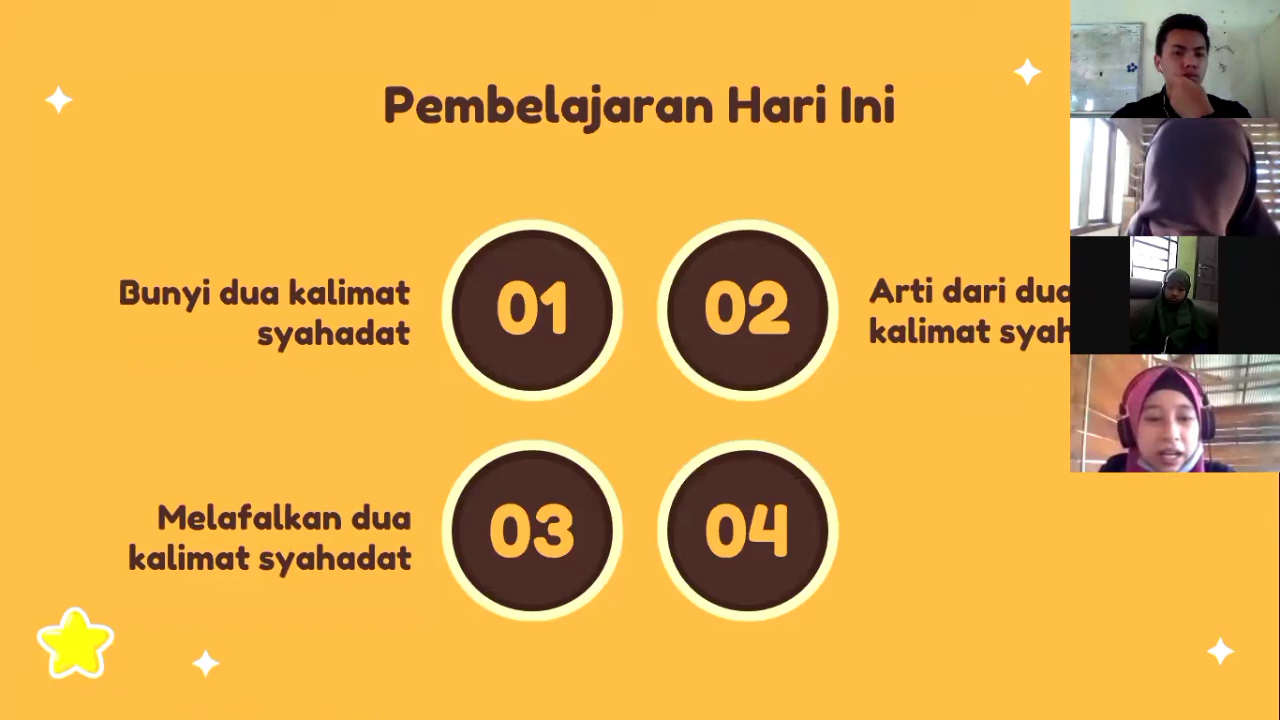 Pembelajaran Hari Ini
Bunyi dua kalimat
syahadat
01
02
Arti dari dua
kalimat syah
Melafalkan dua
kalimat syahadat
03
04